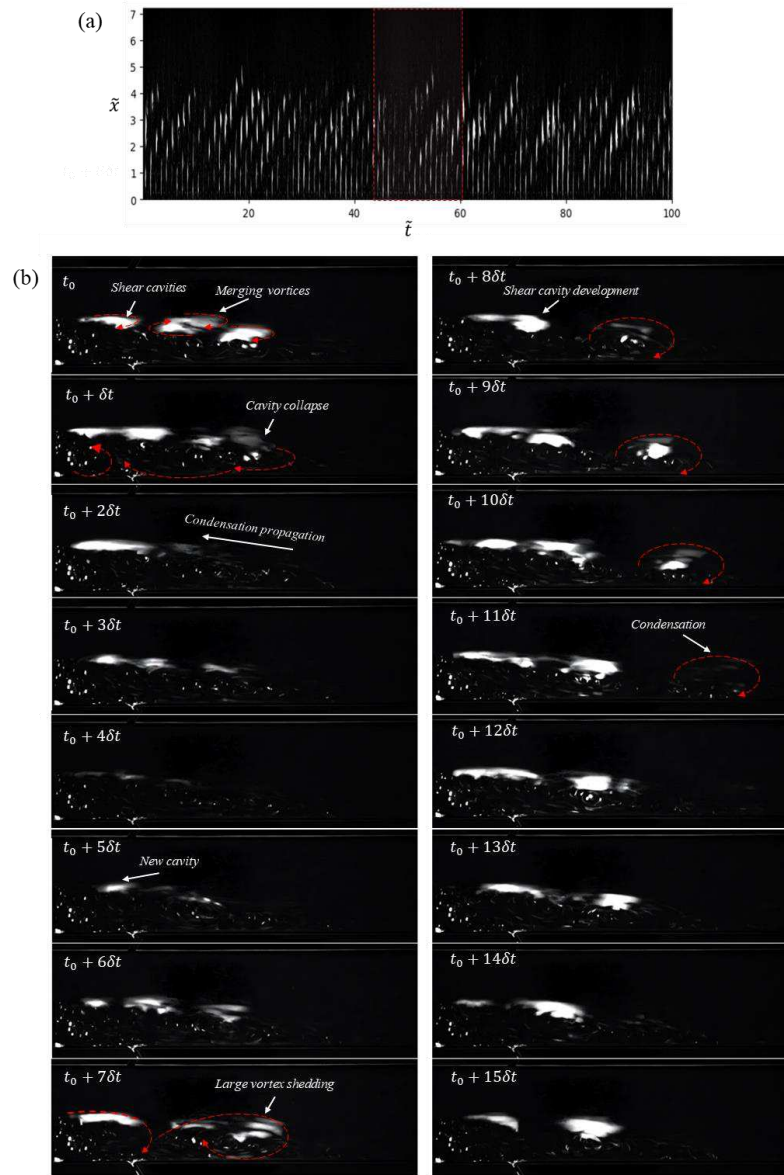 (a)
7
6
5
4
3
2
1
0
x̃
20 40 60 80 100
t̃
(b)
t₀
Shear cavities
Merging vortices
t₀ + δt
Cavity collapse
t₀ + 2δt
Condensation propagation
t₀ + 3δt
t₀ + 4δt
t₀ + 5δt
New cavity
t₀ + 6δt
t₀ + 7δt
Large vortex shedding
t₀ + 8δt
Shear cavity development
t₀ + 9δt
t₀ + 10δt
t₀ + 11δt
Condensation
t₀ + 12δt
t₀ + 13δt
t₀ + 14δt
t₀ + 15δt